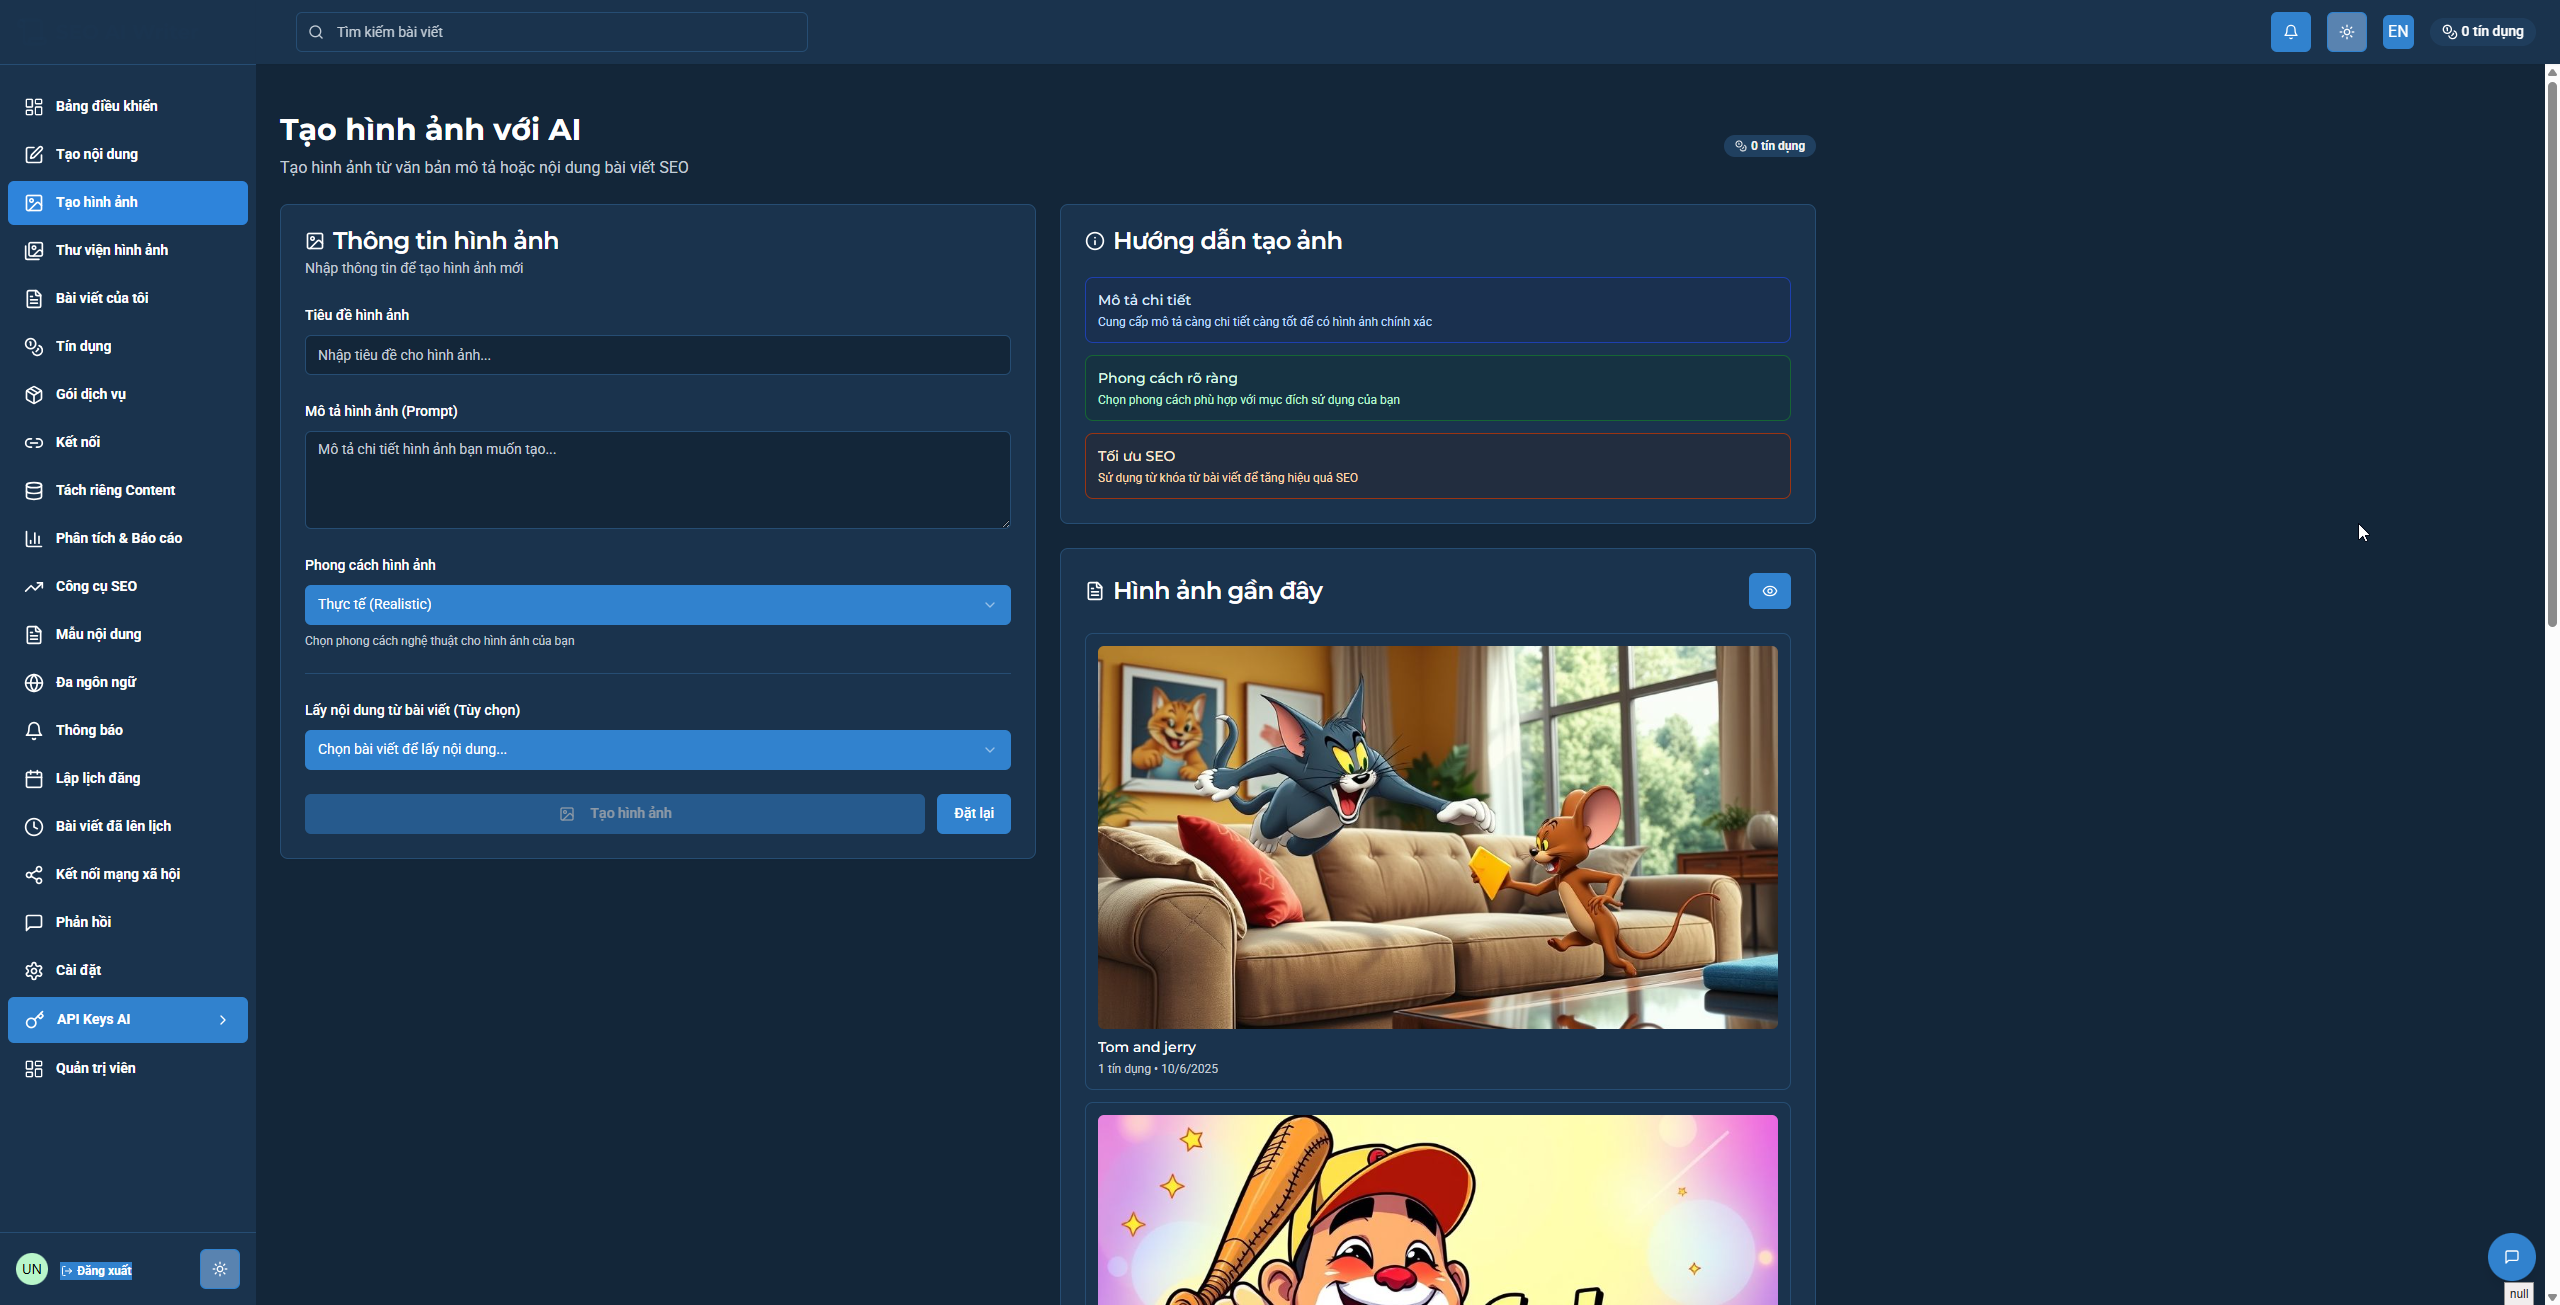 Tìm kiếm bài viết
EN
0 tín dụng
Bảng điều khiển
Tạo nội dung
Tạo hình ảnh
Thư viện hình ảnh
Bài viết của tôi
Tín dụng
Gói dịch vụ
Kết nối
Tách riêng Content
Phân tích & Báo cáo
Công cụ SEO
Mẫu nội dung
Đa ngôn ngữ
Thông báo
Lập lịch đăng
Bài viết đã lên lịch
Kết nối mạng xã hội
Phản hồi
Cài đặt
API Keys AI
Quản trị viên
UN
Đăng xuất
Tạo hình ảnh với AI
Tạo hình ảnh từ văn bản mô tả hoặc nội dung bài viết SEO
0 tín dụng
Thông tin hình ảnh
Nhập thông tin để tạo hình ảnh mới
Tiêu đề hình ảnh
Nhập tiêu đề cho hình ảnh...
Mô tả hình ảnh (Prompt)
Mô tả chi tiết hình ảnh bạn muốn tạo...
Phong cách hình ảnh
Thực tế (Realistic)
Chọn phong cách nghệ thuật cho hình ảnh của bạn
Lấy nội dung từ bài viết (Tùy chọn)
Chọn bài viết để lấy nội dung...
Tạo hình ảnh
Đặt lại
Hướng dẫn tạo ảnh
Mô tả chi tiết
Cung cấp mô tả càng chi tiết càng tốt để có hình ảnh chính xác
Phong cách rõ ràng
Chọn phong cách phù hợp với mục đích sử dụng của bạn
Tối ưu SEO
Sử dụng từ khóa từ bài viết để tăng hiệu quả SEO
Hình ảnh gần đây
Tom and jerry
1 tín dụng • 10/6/2025
null